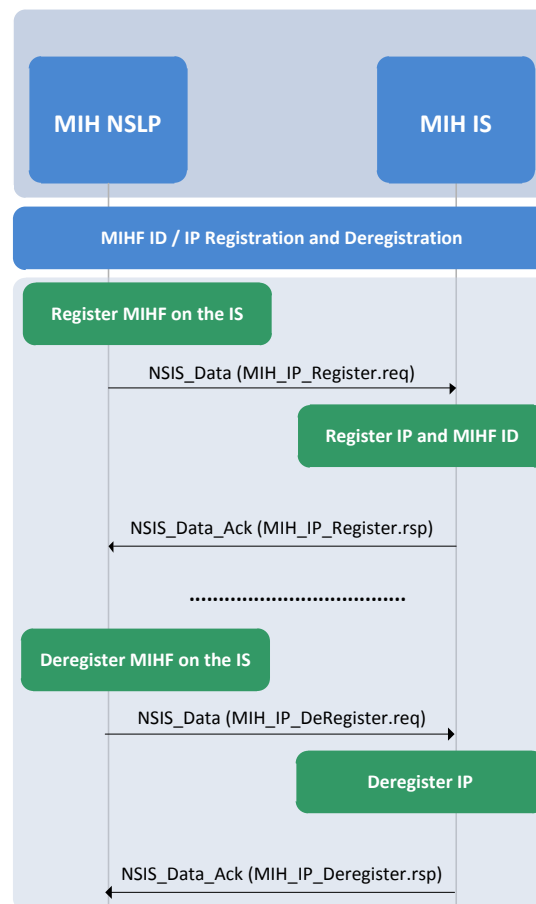 MIH NSLP
MIH IS
MIHF ID / IP Registration and Deregistration
Register MIHF on the IS
NSIS_Data (MIH_IP_Register.req)
Register IP and MIHF ID
NSIS_Data_Ack (MIH_IP_Register.rsp)
....................................
Deregister MIHF on the IS
NSIS_Data (MIH_IP_DeRegister.req)
Deregister IP
NSIS_Data_Ack (MIH_IP_Deregister.rsp)